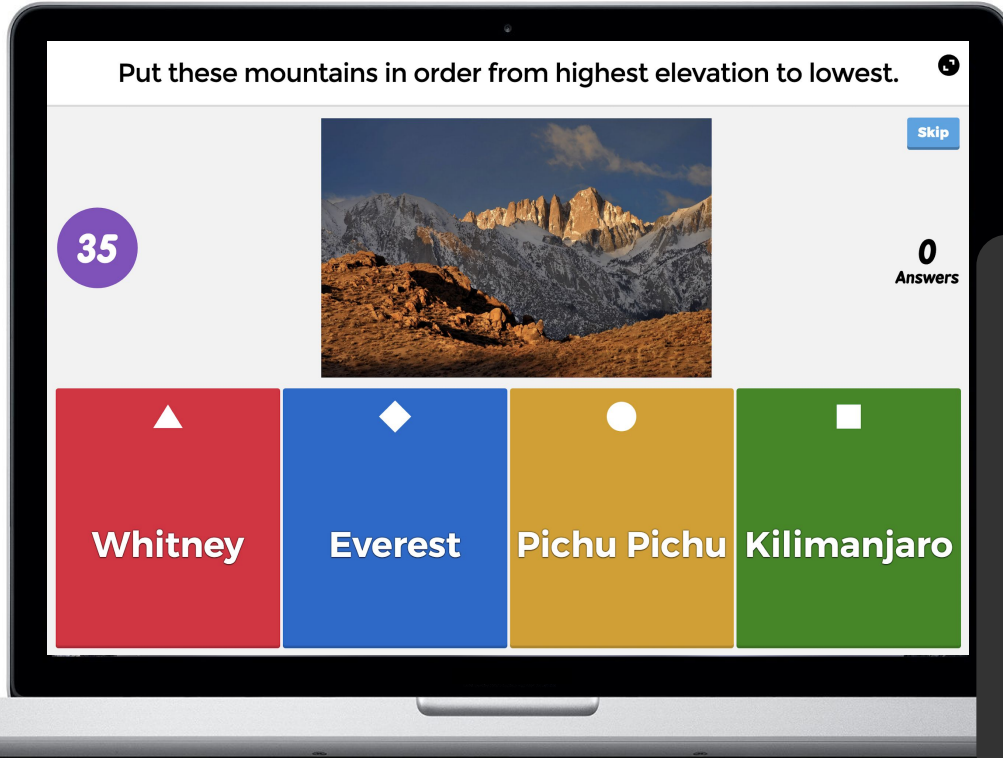 Put these mountains in order from highest elevation to lowest.
Skip
35
0
Answers
Whitney
Everest
Pichu Pichu
Kilimanjaro